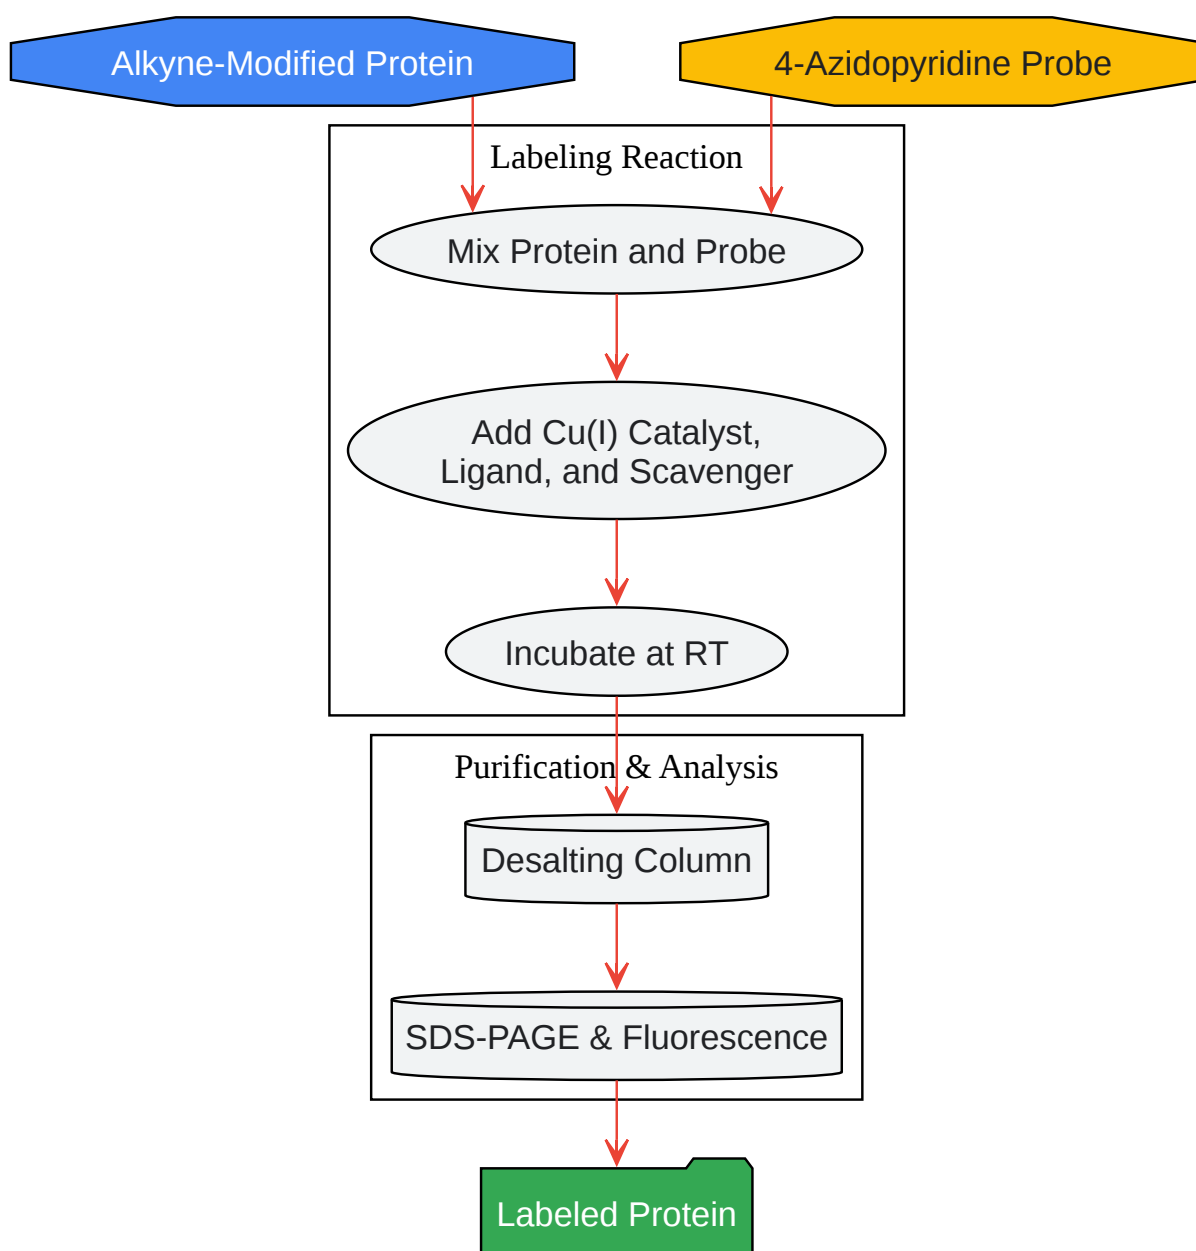 Alkyne-Modified Protein
4-Azidopyridine Probe
Labeling Reaction
Mix Protein and Probe
Add Cu(I) Catalyst,
Ligand, and Scavenger
Incubate at RT
Purification & Analysis
Desalting Column
SDS-PAGE & Fluorescence
Labeled Protein